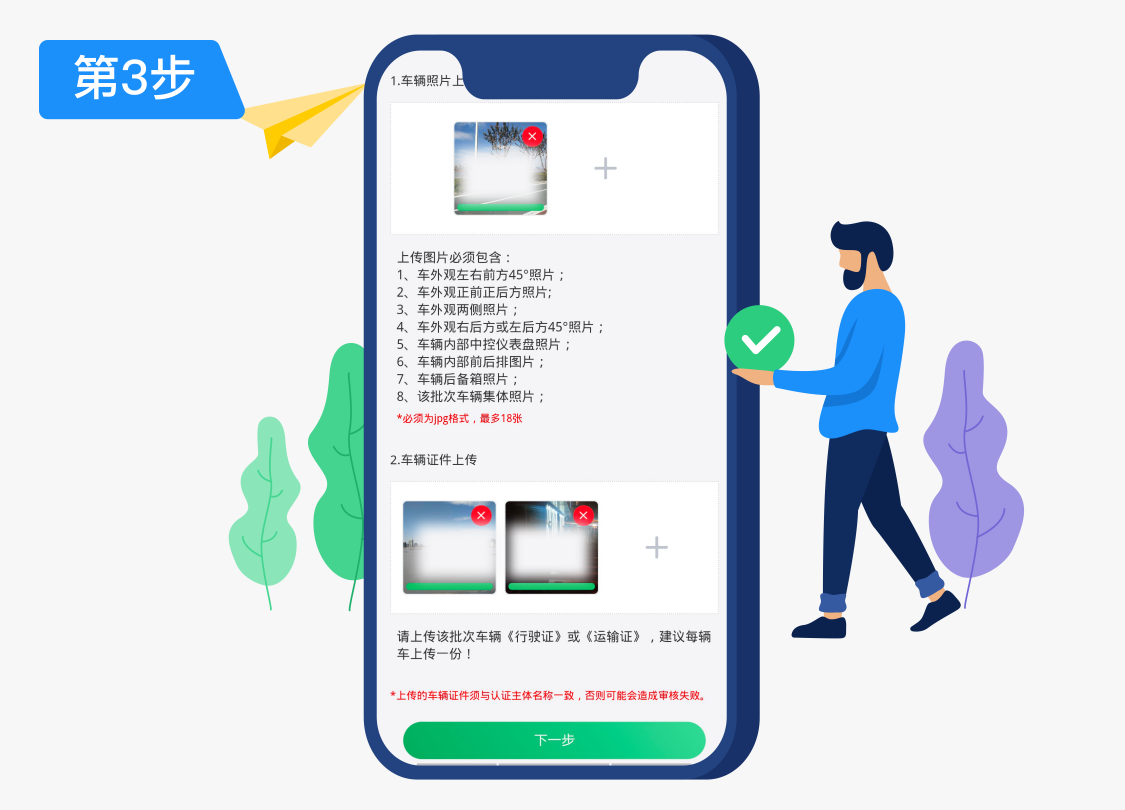 第3步
1.车辆照片上
上传图片必须包含：
1、车外观左右前方45°照片；
2、车外观正前正后方照片;
3、车外观两侧照片；
4、车外观右后方或左后方45°照片；
5、车辆内部中控仪表盘照片；
6、车辆内部前后排图片；
7、车辆后备箱照片；
8、该批次车辆集体照片；
*必须为jpg格式，最多18张
2.车辆证件上传
请上传该批次车辆《行驶证》或《运输证》，建议每辆
车上传一份！
*上传的车辆证件须与认证主体名称一致，否则可能会造成审核失败。
下一步